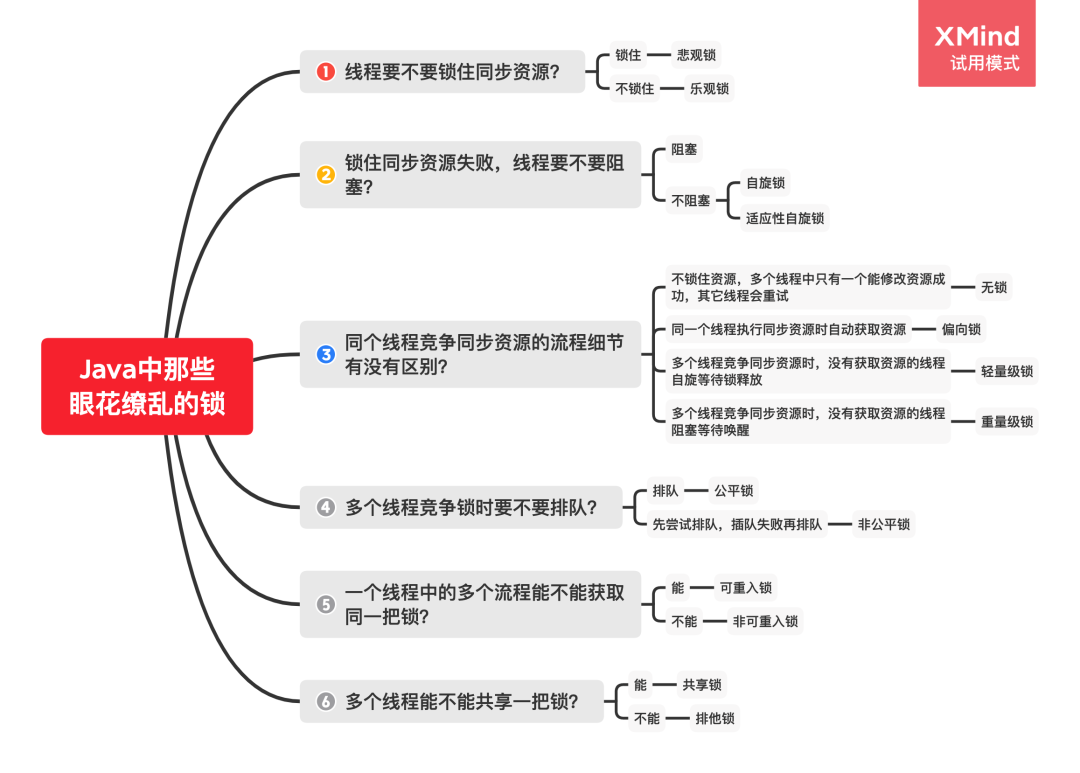 XMind
试用模式
1 线程要不要锁住同步资源？
锁住
悲观锁
不锁住
乐观锁
2 锁住同步资源失败，线程要不要阻
塞？
阻塞
不阻塞
自旋锁
适应性自旋锁
Java中那些
眼花缭乱的锁
3 同个线程竞争同步资源的流程细节
有没有区别？
不锁住资源，多个线程中只有一个能修改资源成
功，其它线程会重试
无锁
同一个线程执行同步资源时自动获取资源
偏向锁
多个线程竞争同步资源时，没有获取资源的线程
自旋等待锁释放
轻量级锁
多个线程竞争同步资源时，没有获取资源的线程
阻塞等待唤醒
重量级锁
4 多个线程竞争锁时要不要排队？
排队
公平锁
先尝试排队，插队失败再排队
非公平锁
5 一个线程中的多个流程能不能获取
同一把锁？
能
可重入锁
不能
非可重入锁
6 多个线程能不能共享一把锁？
能
共享锁
不能
排他锁